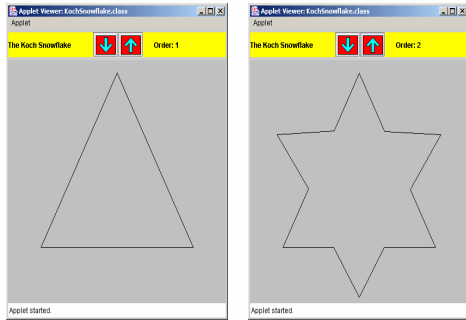 Applet Viewer: KochSnowflake.class
Applet
The Koch Snowflake Order: 1
Applet started.
Applet Viewer: KochSnowflake.class
Applet
The Koch Snowflake Order: 2
Applet started.